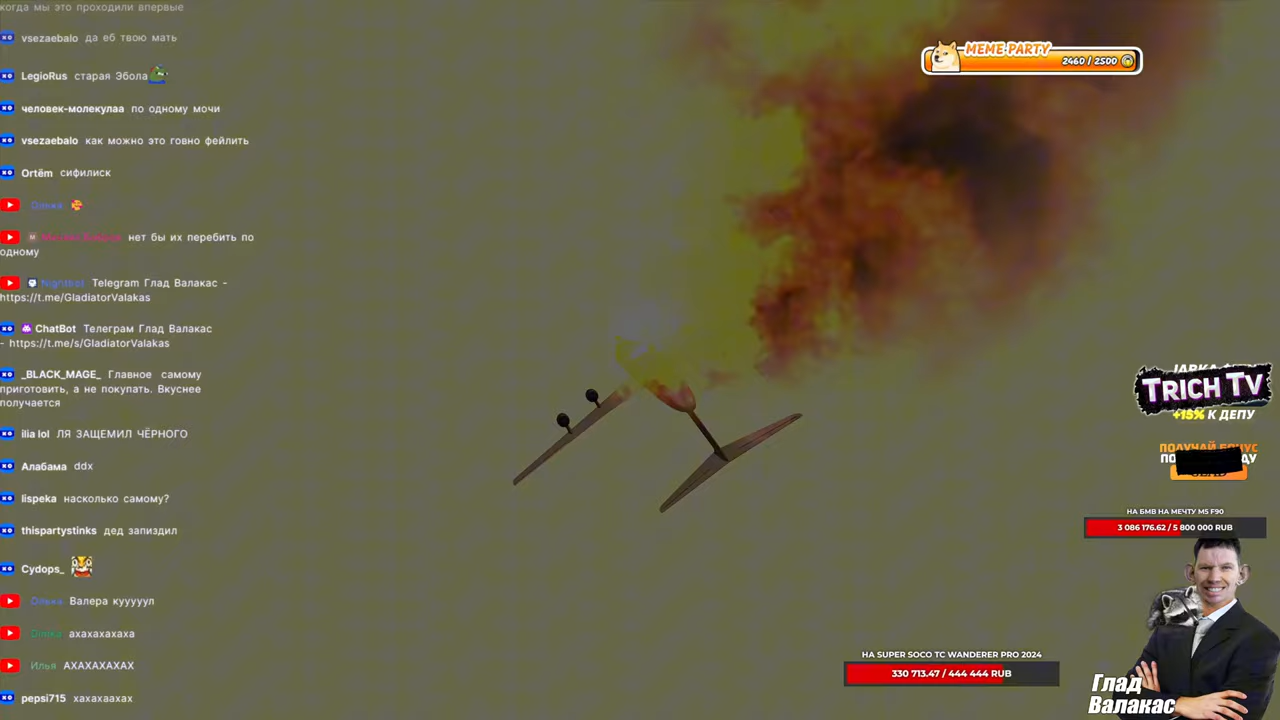 когда мы это проходили впервые
vsezaebalo да еб твою мать
LegioRus старая Эбола
человек-молекулаа по одному мочи
vsezaebalo как можно это говно фейлить
Ortёm сифилиск
нет бы их перебить по
одному
Nightbot Telegram Глад Валакас -
https://t.me/GladiatorValakas
ChatBot Телеграм Глад Валакас
- https://t.me/s/GladiatorValakas
_BLACK_MAGE_ Главное самому
приготовить, а не покупать. Вкуснее
получается
ilia lol ЛЯ ЗАЩЕМИЛ ЧЁРНОГО
Алабама ddx
lispeka насколько самому?
thispartystinks дед запиздил
Cydops_
Валера кууууул
Dimka ахахахахаха
Илья АХАХАХАХАХ
pepsi715 хахахаахах
MEME-PARTY
2460 / 2500
TRICH TV
+15% К ДЕПУ
ПОЛУЧАЙ БОНУС
НА БМВ НА МЕЧТУ M5 F90
3 086 176.62 / 5 800 000 RUB
НА SUPER SOCO TC WANDERER PRO 2024
330 713.47 / 444 444 RUB
Глад
Валакас